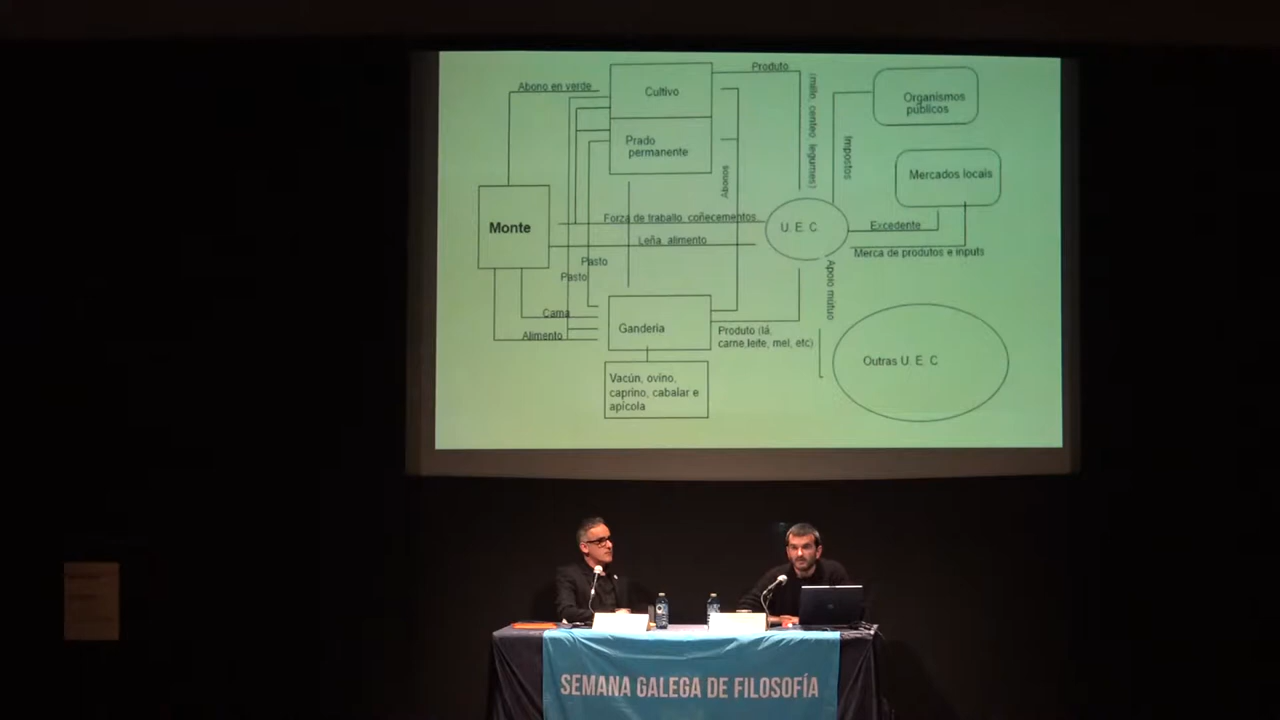 Produto
Abono en verde
Cultivo
Organismos
públicos
(millo, centeo, legumes)
Prado
permanente
Impostos
Mercados locais
Abonos
Monte
Forza de traballo, coñecementos
U. E. C
Excedente
Leña, alimento
Merca de produtos e inputs
Pasto
Pasto
Apoio mútuo
Cama
Alimento
Gandería
Produto (lá,
carne,leite, mel, etc)
Outras U. E. C
Vacún, ovino,
caprino, cabalar e
apícola
SEMANA GALEGA DE FILOSOFÍA